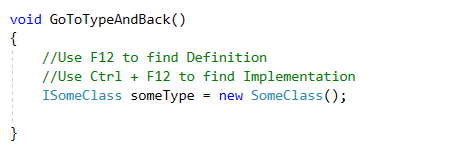 void GoToTypeAndBack()
{
//Use F12 to find Definition
//Use Ctrl + F12 to find Implementation
ISomeClass someType = new SomeClass();
}